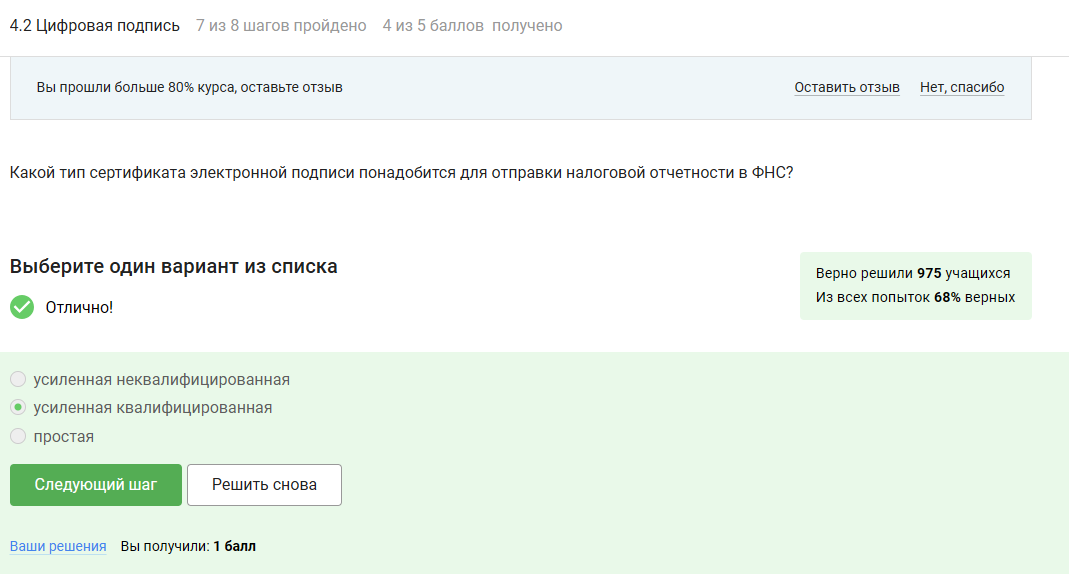 4.2 Цифровая подпись 7 из 8 шагов пройдено 4 из 5 баллов получено
Вы прошли больше 80% курса, оставьте отзыв Оставить отзыв Нет, спасибо
Какой тип сертификата электронной подписи понадобится для отправки налоговой отчетности в ФНС?
Выберите один вариант из списка
Отлично!
Верно решили 975 учащихся
Из всех попыток 68% верных
усиленная неквалифицированная
усиленная квалифицированная
простая
Следующий шаг Решить снова
Ваши решения Вы получили: 1 балл